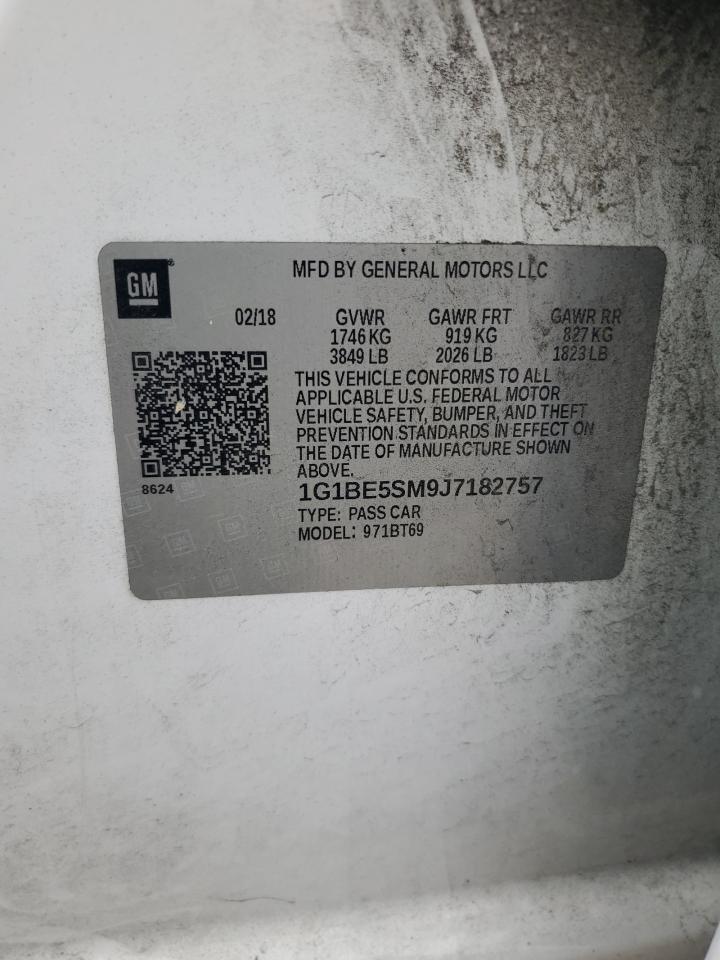 GM
MFD BY GENERAL MOTORS LLC
02/18 GVWR GAWR FRT GAWR RR
1746 KG 919 KG 827 KG
3849 LB 2026 LB 1823 LB
THIS VEHICLE CONFORMS TO ALL
APPLICABLE U.S. FEDERAL MOTOR
VEHICLE SAFETY, BUMPER, AND THEFT
PREVENTION STANDARDS IN EFFECT ON
THE DATE OF MANUFACTURE SHOWN
ABOVE.
8624
1G1BE5SM9J7182757
TYPE: PASS CAR
MODEL: 971BT69